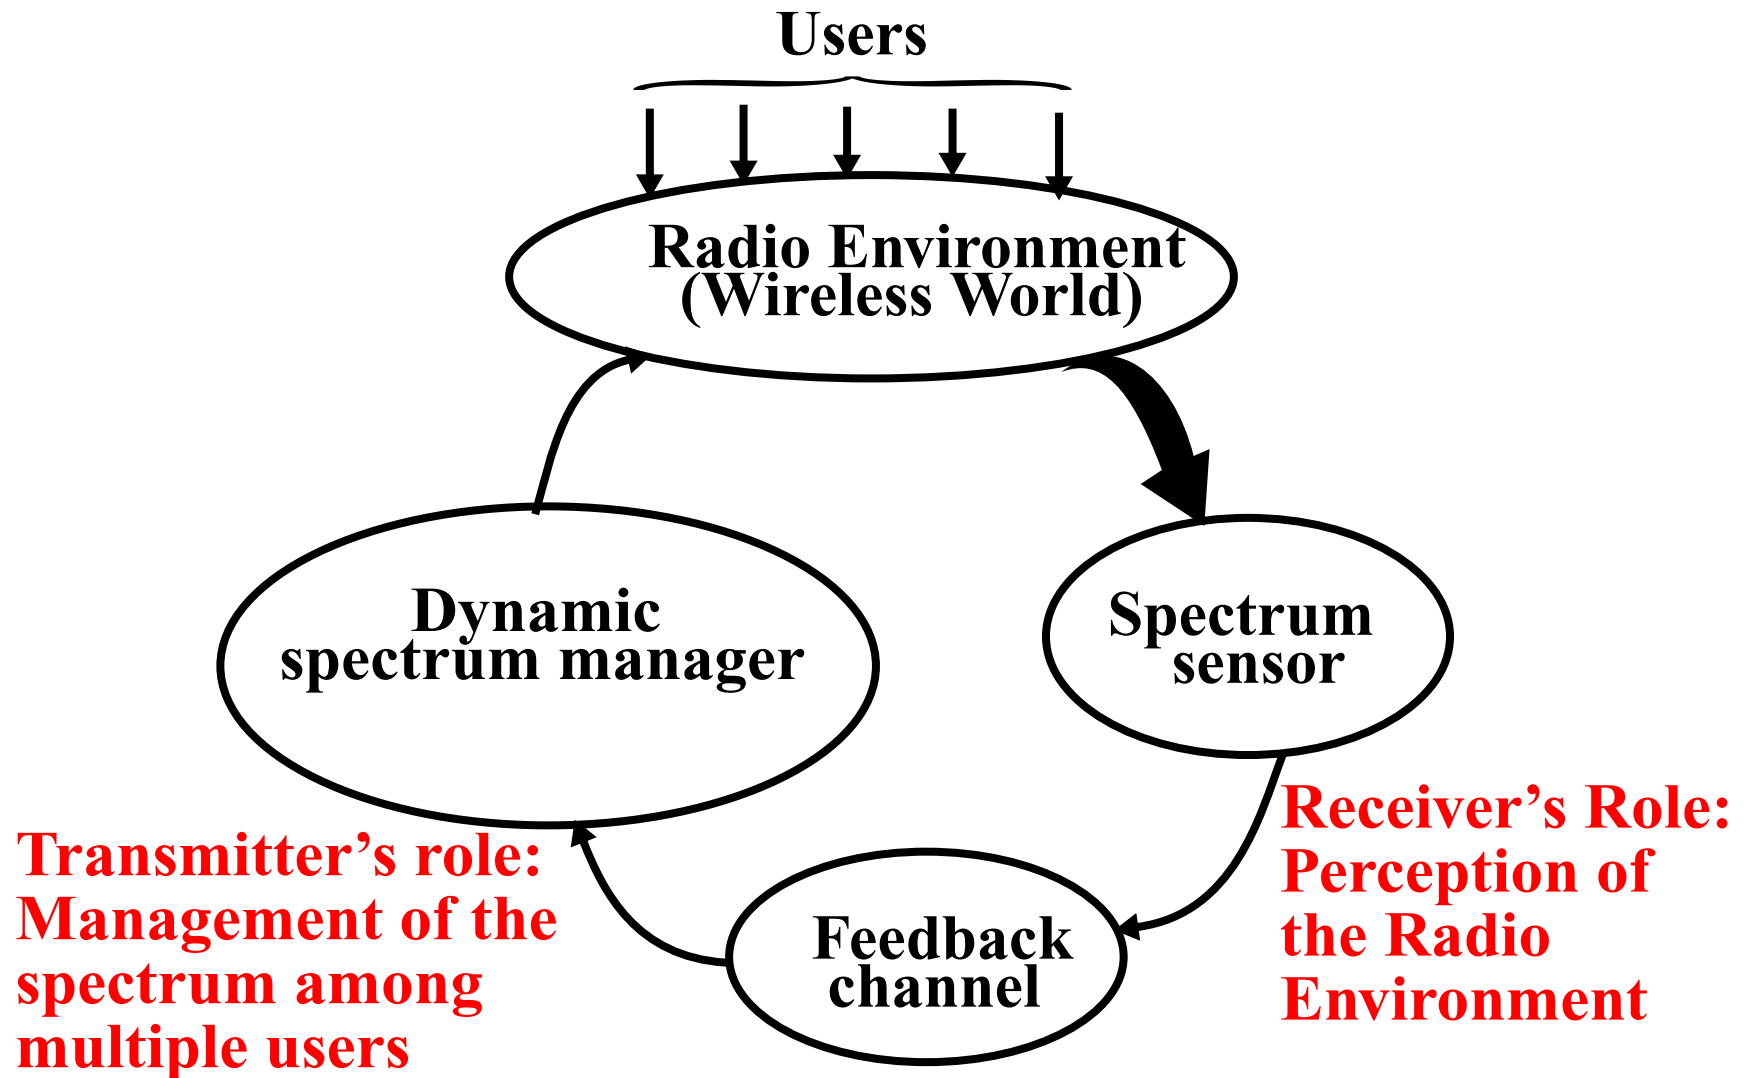 Users
Radio Environment
(Wireless World)
Dynamic
spectrum manager
Spectrum
sensor
Transmitter’s role:
Management of the
spectrum among
multiple users
Feedback
channel
Receiver’s Role:
Perception of
the Radio
Environment